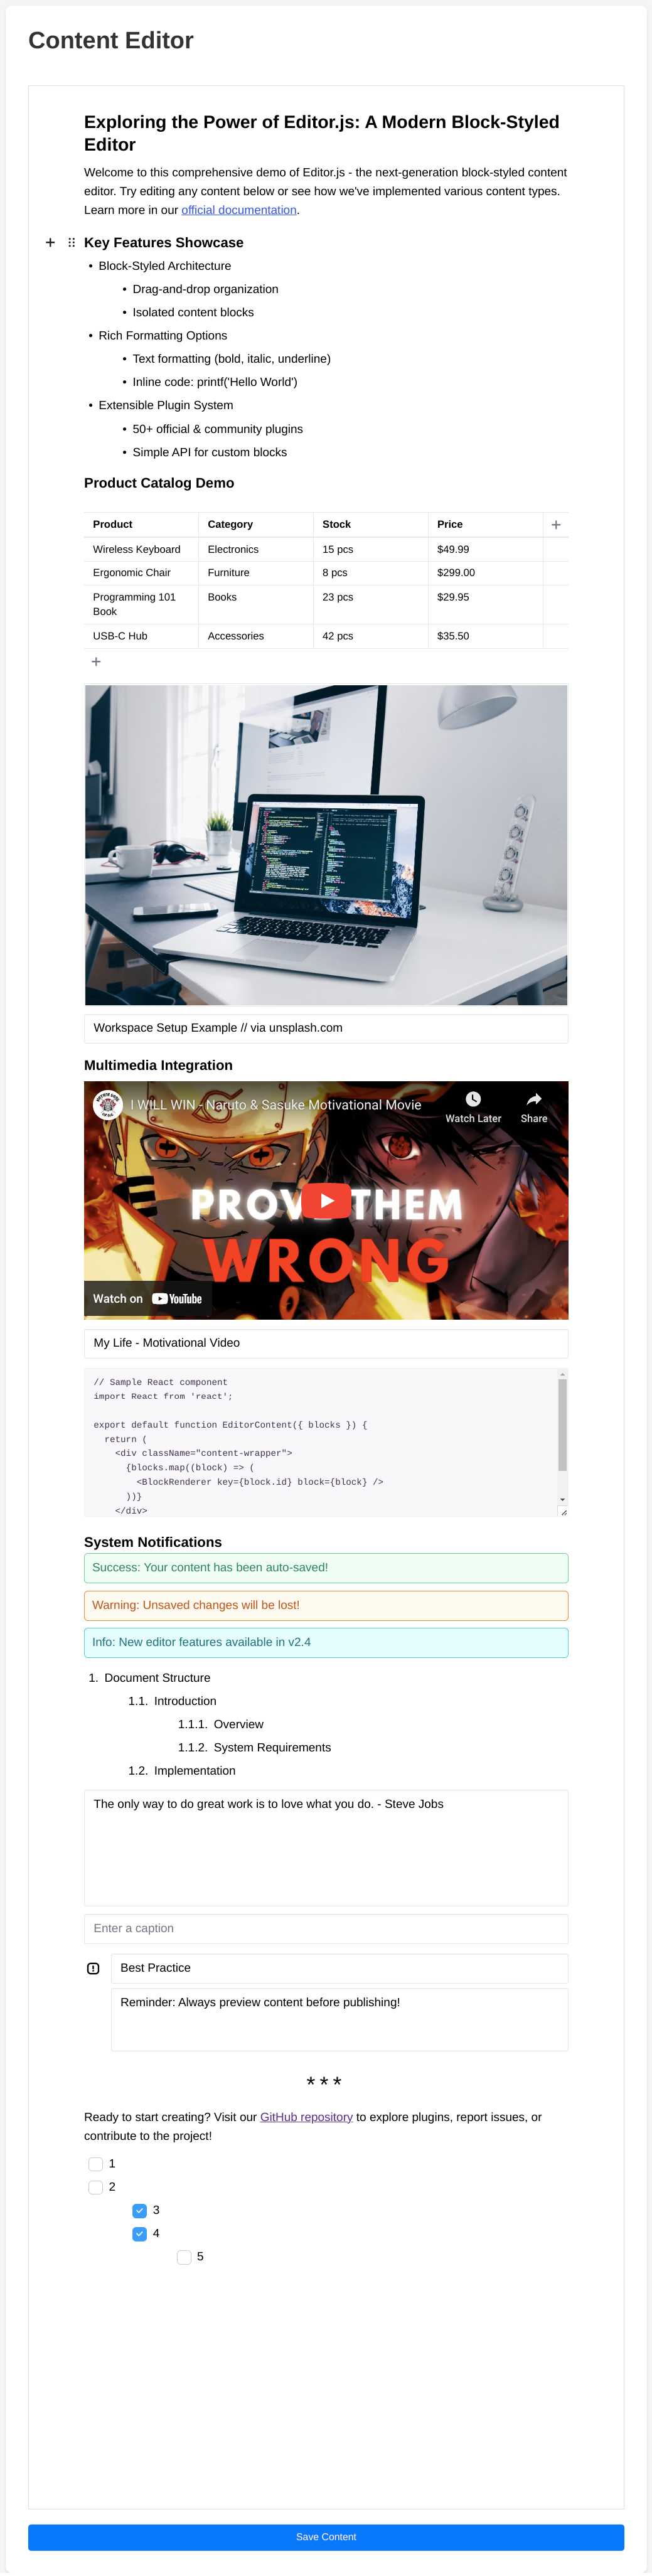 Content Editor
Exploring the Power of Editor.js: A Modern Block-Styled
Editor
Welcome to this comprehensive demo of Editor.js - the next-generation block-styled content
editor. Try editing any content below or see how we've implemented various content types.
Learn more in our official documentation.
Key Features Showcase
• Block-Styled Architecture
• Drag-and-drop organization
• Isolated content blocks
• Rich Formatting Options
• Text formatting (bold, italic, underline)
• Inline code: printf('Hello World')
• Extensible Plugin System
• 50+ official & community plugins
• Simple API for custom blocks
Product Catalog Demo
Product Category Stock Price
Wireless Keyboard Electronics 15 pcs $49.99
Ergonomic Chair Furniture 8 pcs $299.00
Programming 101 Books 23 pcs $29.95
Book
USB-C Hub Accessories 42 pcs $35.50
Workspace Setup Example // via unsplash.com
Multimedia Integration
I WILL WIN - Naruto & Sasuke Motivational Movie
Watch Later Share
PROVE THEM
WRONG
Watch on YouTube
My Life - Motivational Video
// Sample React component
import React from 'react';
export default function EditorContent({ blocks }) {
return (
<div className="content-wrapper">
{blocks.map((block) => (
<BlockRenderer key={block.id} block={block} />
))}
</div>
System Notifications
Success: Your content has been auto-saved!
Warning: Unsaved changes will be lost!
Info: New editor features available in v2.4
1. Document Structure
1.1. Introduction
1.1.1. Overview
1.1.2. System Requirements
1.2. Implementation
The only way to do great work is to love what you do. - Steve Jobs
Enter a caption
Best Practice
Reminder: Always preview content before publishing!
***
Ready to start creating? Visit our GitHub repository to explore plugins, report issues, or
contribute to the project!
1
2
3
4
5
Save Content